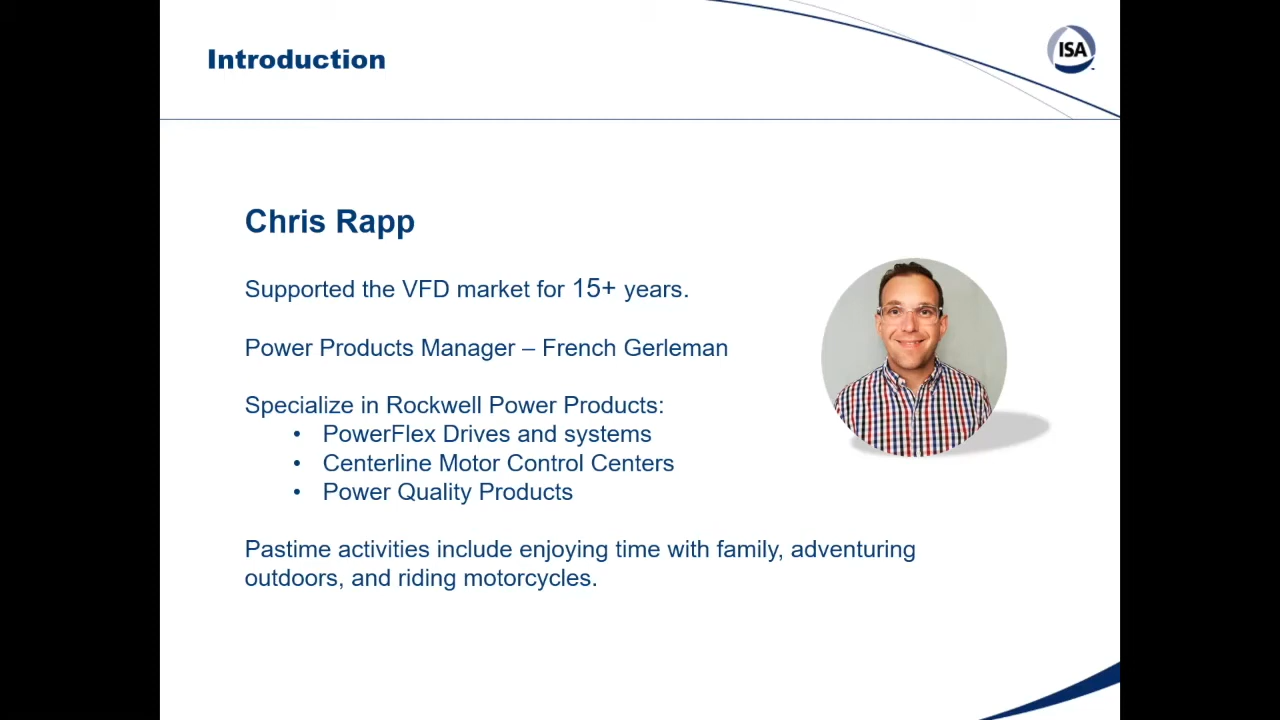 Introduction
ISA
Chris Rapp
Supported the VFD market for 15+ years.
Power Products Manager – French Gerleman
Specialize in Rockwell Power Products:
• PowerFlex Drives and systems
• Centerline Motor Control Centers
• Power Quality Products
Pastime activities include enjoying time with family, adventuring
outdoors, and riding motorcycles.